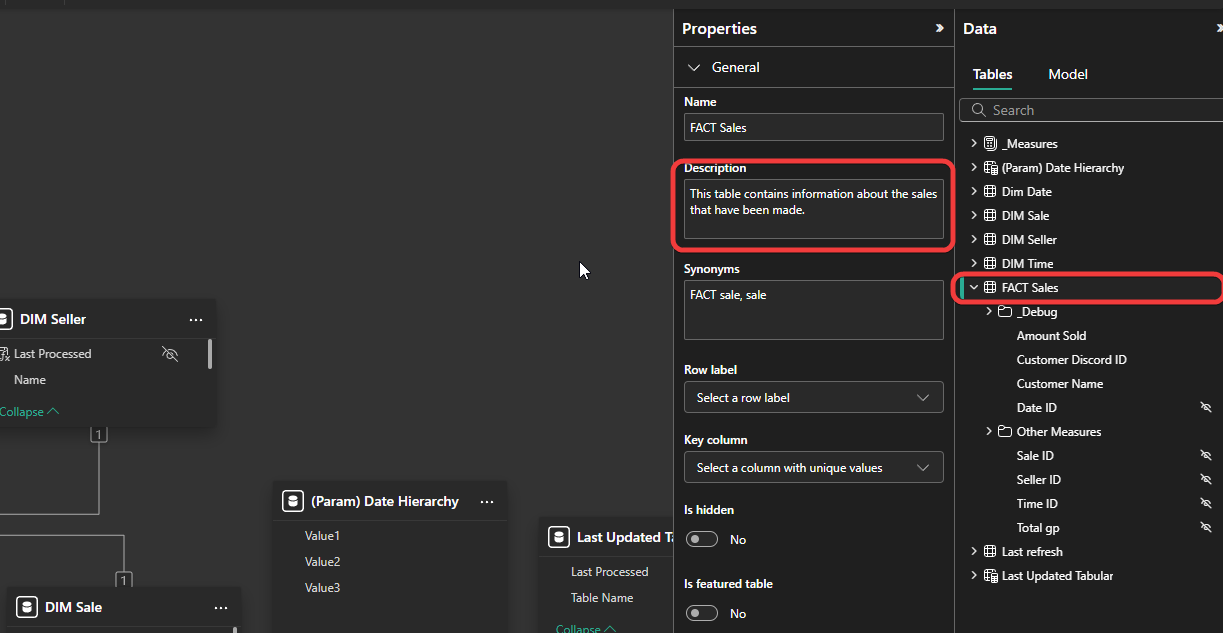 DIM Seller
Last Processed
Name
Collapse
1
1
DIM Sale
(Param) Date Hierarchy
Value1
Value2
Value3
Last Updated Ta
Last Processed
Table Name
Collapse
Properties
General
Name
FACT Sales
Description
This table contains information about the sales
that have been made.
Synonyms
FACT sale, sale
Row label
Select a row label
Key column
Select a column with unique values
Is hidden
No
Is featured table
No
Data
Tables Model
Search
_Measures
(Param) Date Hierarchy
Dim Date
DIM Sale
DIM Seller
DIM Time
FACT Sales
_Debug
Amount Sold
Customer Discord ID
Customer Name
Date ID
Other Measures
Sale ID
Seller ID
Time ID
Total gp
Last refresh
Last Updated Tabular